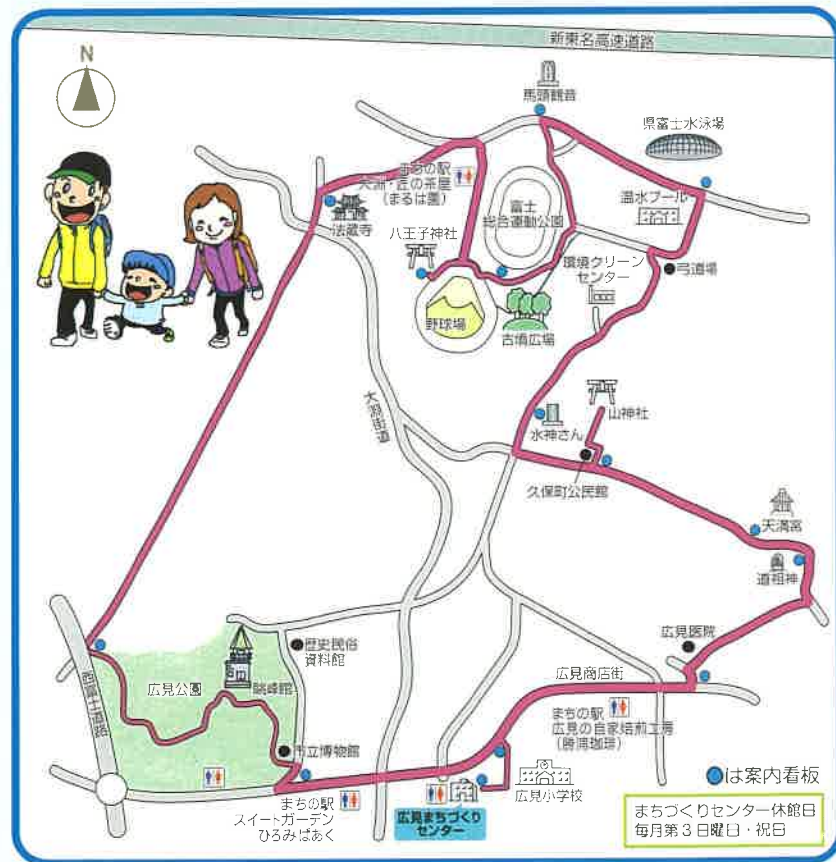 新東名高速道路
N
馬頭観音
県富士水泳場
まちの駅
大淵・匠の茶屋
(まるは園)
温水プール
富士
総合運動公園
法蔵寺
八王子神社
環境クリーン
センター
弓道場
野球場
古墳広場
大淵街道
山神社
水神さん
久保町公民館
天満宮
道祖神
広見医院
歴史民俗
資料館
広見公園
眺峰館
広見商店街
西富士道路
まちの駅
広見の自家焙煎工房
(勝濱珈琲)
市立博物館
広見小学校
●は案内看板
まちの駅
スイートガーデン
ひろみぱあく
広見まちづくり
センター
まちづくりセンター休館日
毎月第3日曜日・祝日